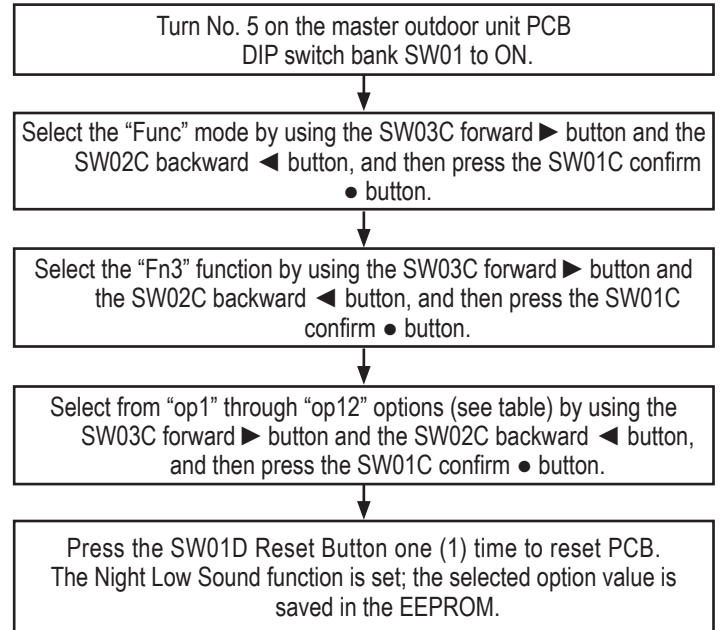 Turn No. 5 on the master outdoor unit PCB
DIP switch bank SW01 to ON.
Select the “Func” mode by using the SW03C forward ► button and the
SW02C backward ◄ button, and then press the SW01C confirm
● button.
Select the “Fn3” function by using the SW03C forward ► button and
the SW02C backward ◄ button, and then press the SW01C
confirm ● button.
Select from “op1” through “op12” options (see table) by using the
SW03C forward ► button and the SW02C backward ◄ button,
and then press the SW01C confirm ● button.
Press the SW01D Reset Button one (1) time to reset PCB.
The Night Low Sound function is set; the selected option value is
saved in the EEPROM.